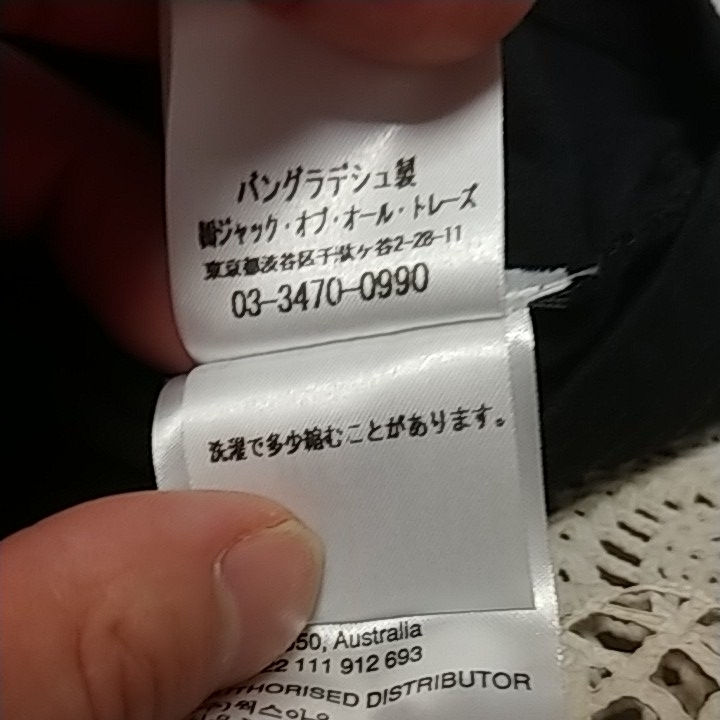 バングラデシュ製
㈱ジャック・オブ・オール・トレーズ
東京都渋谷区千駄ケ谷2-28-11
03-3470-0990
洗濯で多少縮むことがあります。
350, Australia
22 111 912 693
THORISED DISTRIBUTOR